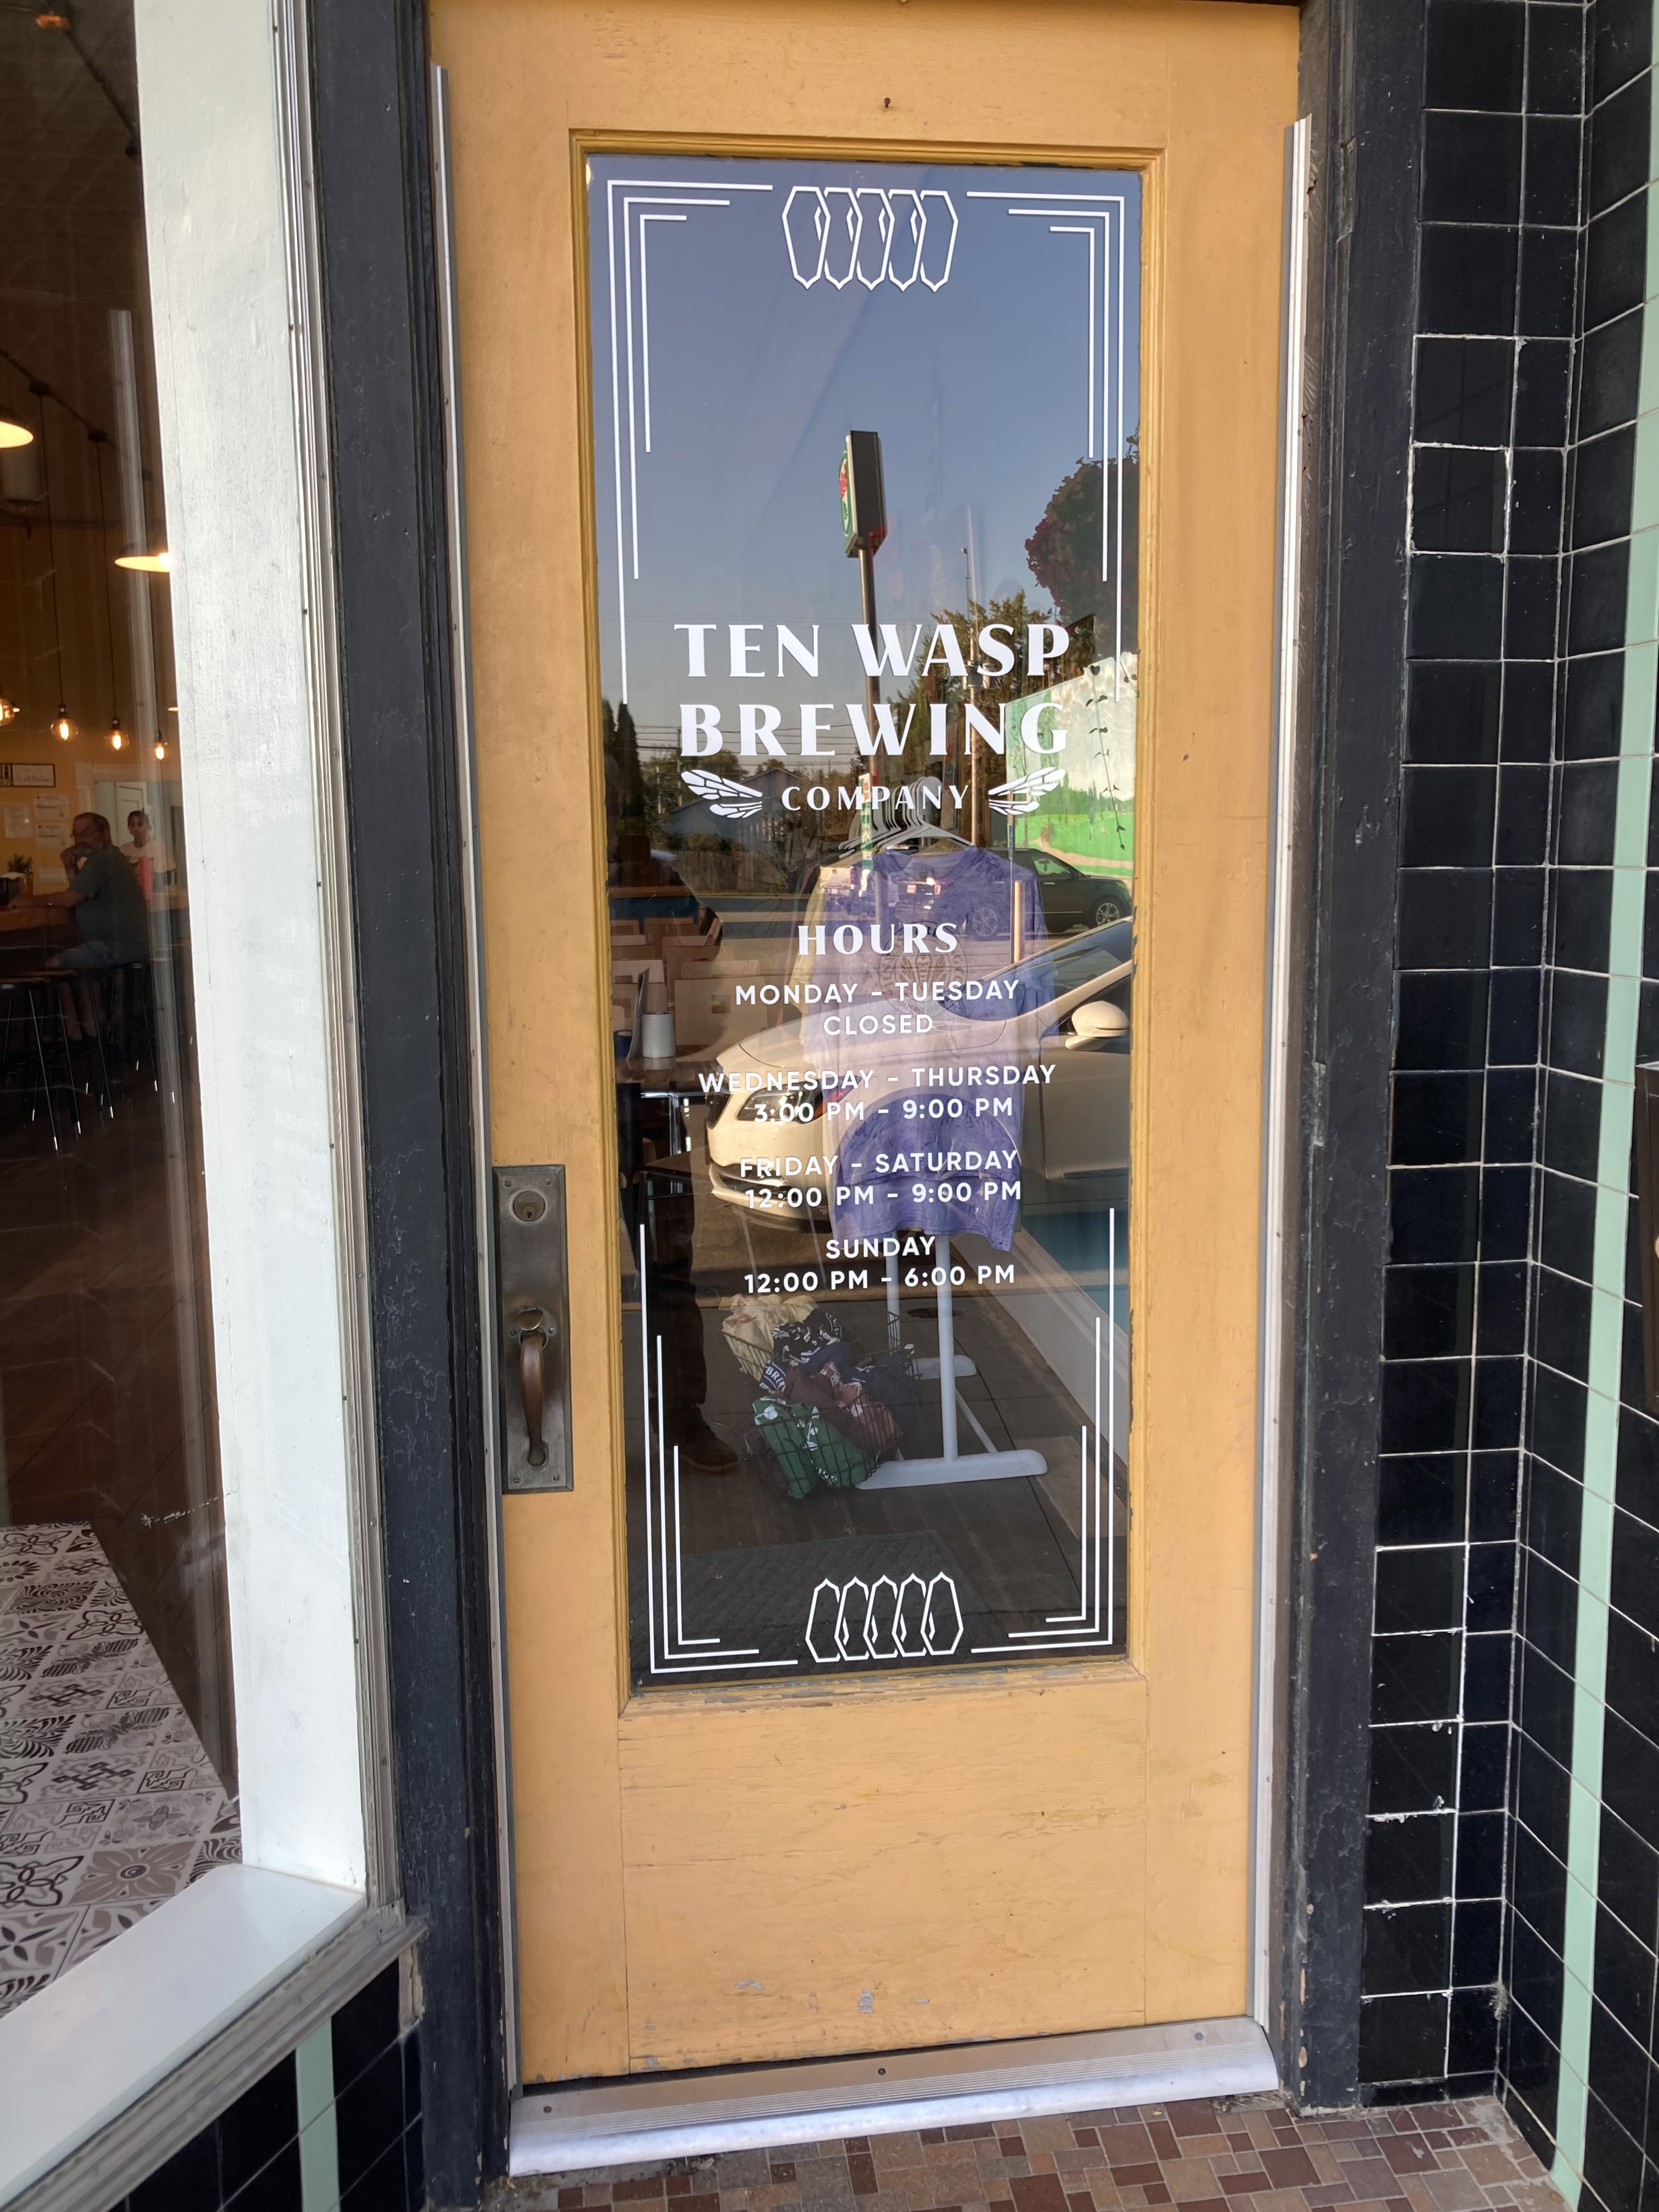 TEN WASP
BREWING
COMPANY
HOURS
MONDAY - TUESDAY
CLOSED
WEDNESDAY - THURSDAY
3:00 PM - 9:00 PM
FRIDAY - SATURDAY
12:00 PM - 9:00 PM
SUNDAY
12:00 PM - 6:00 PM